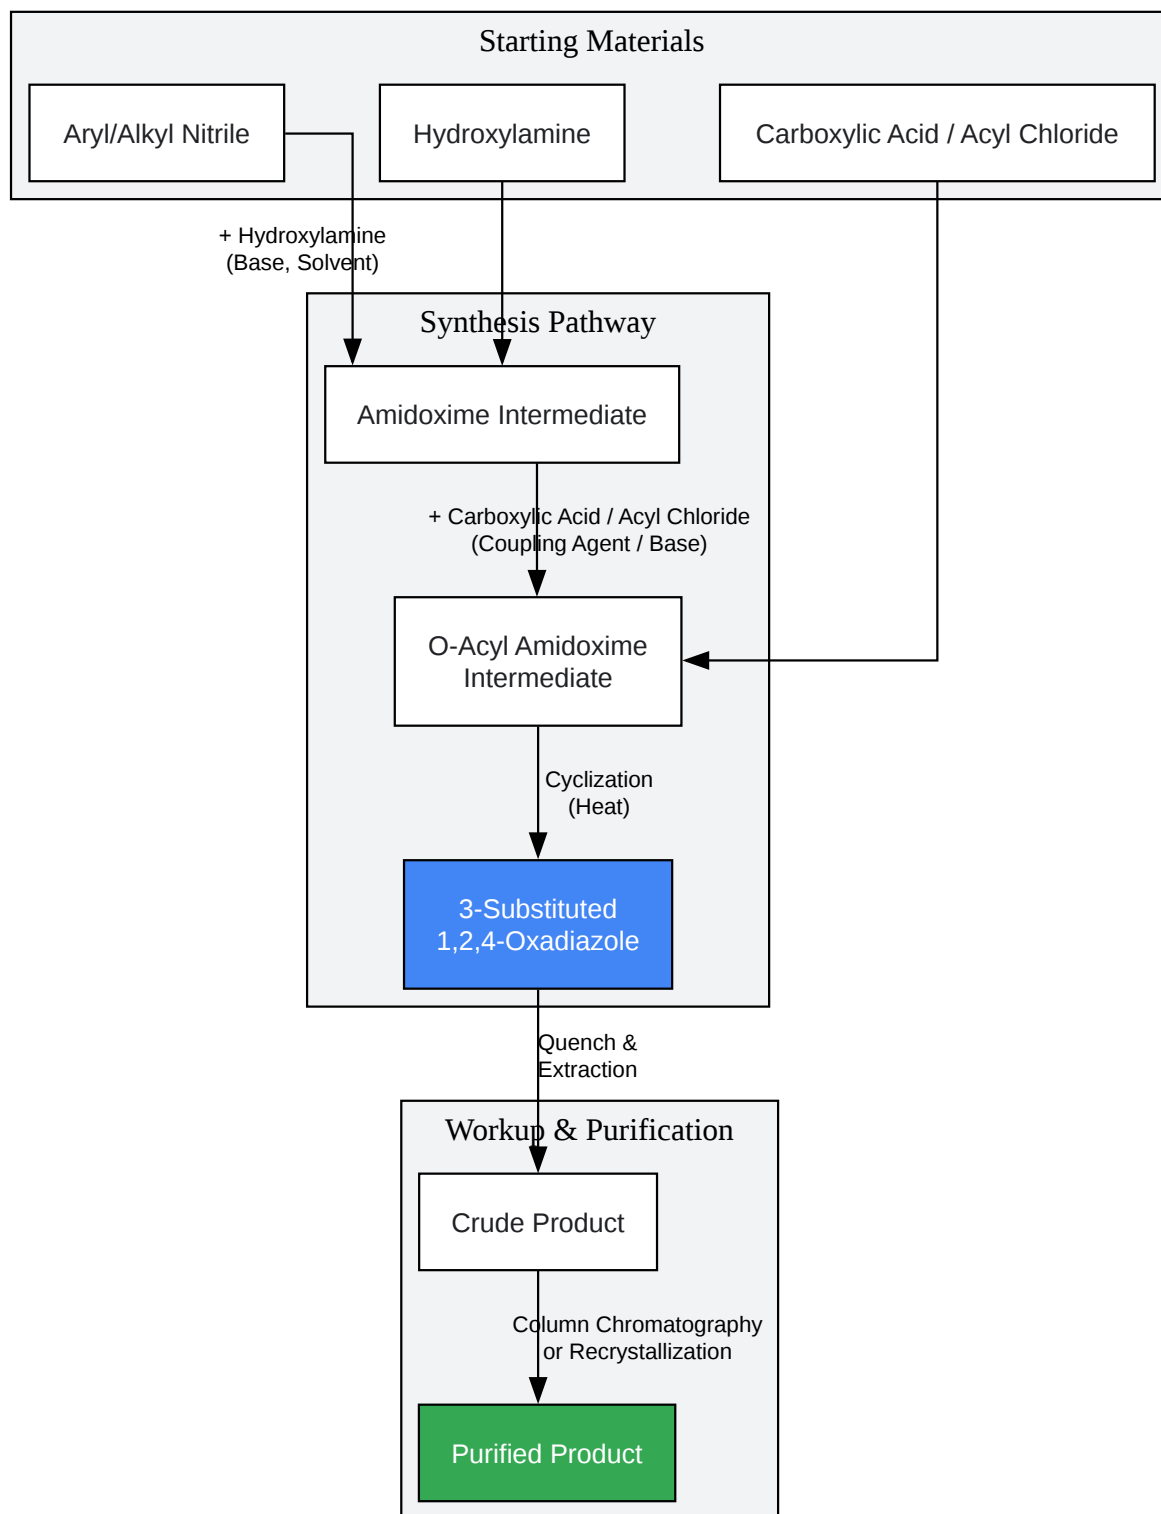 Starting Materials
Aryl/Alkyl Nitrile
Hydroxylamine
Carboxylic Acid / Acyl Chloride
+ Hydroxylamine
(Base, Solvent)
Synthesis Pathway
Amidoxime Intermediate
+ Carboxylic Acid / Acyl Chloride
(Coupling Agent / Base)
O-Acyl Amidoxime
Intermediate
Cyclization
(Heat)
3-Substituted
1,2,4-Oxadiazole
Quench &
Extraction
Workup & Purification
Crude Product
Column Chromatography
or Recrystallization
Purified Product